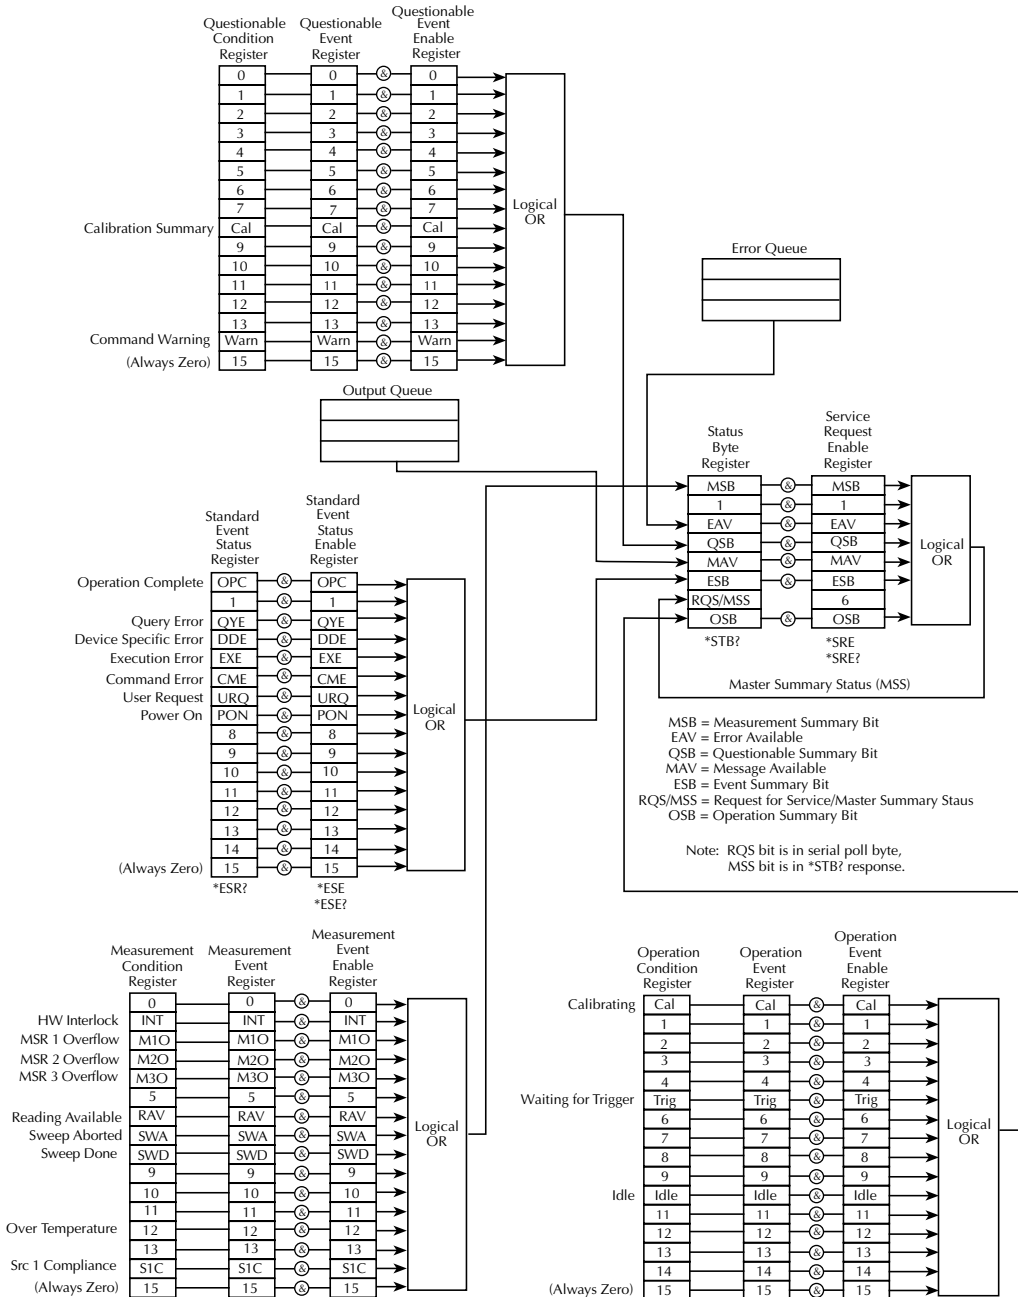 Questionable
Condition
Register
Questionable
Event
Register
Questionable
Event
Enable
Register
0 0 & 0
1 1 & 1
2 2 & 2
3 3 & 3
4 4 & 4
5 5 & 5
6 6 & 6
7 7 & 7
Calibration Summary Cal Cal & Cal
9 9 & 9
10 10 & 10
11 11 & 11
12 12 & 12
13 13 & 13
Command Warning Warn Warn & Warn
(Always Zero) 15 15 & 15
Logical
OR
Error Queue
Output Queue
Status
Byte
Register
Service
Request
Enable
Register
MSB & MSB
1 & 1
EAV & EAV
QSB & QSB
MAV & MAV
ESB & ESB
RQS/MSS 6
OSB & OSB
*STB?
*SRE
*SRE?
Logical
OR
Master Summary Status (MSS)
MSB = Measurement Summary Bit
EAV = Error Available
QSB = Questionable Summary Bit
MAV = Message Available
ESB = Event Summary Bit
RQS/MSS = Request for Service/Master Summary Staus
OSB = Operation Summary Bit
Note: RQS bit is in serial poll byte,
MSS bit is in *STB? response.
Standard
Event
Status
Register
Standard
Event
Status
Enable
Register
Operation Complete OPC & OPC
1 & 1
Query Error QYE & QYE
Device Specific Error DDE & DDE
Execution Error EXE & EXE
Command Error CME & CME
User Request URQ & URQ
Power On PON & PON
8 & 8
9 & 9
10 & 10
11 & 11
12 & 12
13 & 13
14 & 14
(Always Zero) 15 & 15
*ESR?
*ESE
*ESE?
Logical
OR
Measurement
Condition
Register
Measurement
Event
Register
Measurement
Event
Enable
Register
0 0 & 0
HW Interlock INT INT & INT
MSR 1 Overflow M1O M1O & M1O
MSR 2 Overflow M2O M2O & M2O
MSR 3 Overflow M3O M3O & M3O
5 5 & 5
Reading Available RAV RAV & RAV
Sweep Aborted SWA SWA & SWA
Sweep Done SWD SWD & SWD
9 9 & 9
10 10 & 10
11 11 & 11
Over Temperature 12 12 & 12
13 13 & 13
Src 1 Compliance S1C S1C & S1C
(Always Zero) 15 15 & 15
Logical
OR
Operation
Condition
Register
Operation
Event
Register
Operation
Event
Enable
Register
Calibrating Cal Cal & Cal
1 1 & 1
2 2 & 2
3 3 & 3
4 4 & 4
Waiting for Trigger Trig Trig & Trig
6 6 & 6
7 7 & 7
8 8 & 8
9 9 & 9
Idle Idle Idle & Idle
11 11 & 11
12 12 & 12
13 13 & 13
14 14 & 14
(Always Zero) 15 15 & 15
Logical
OR